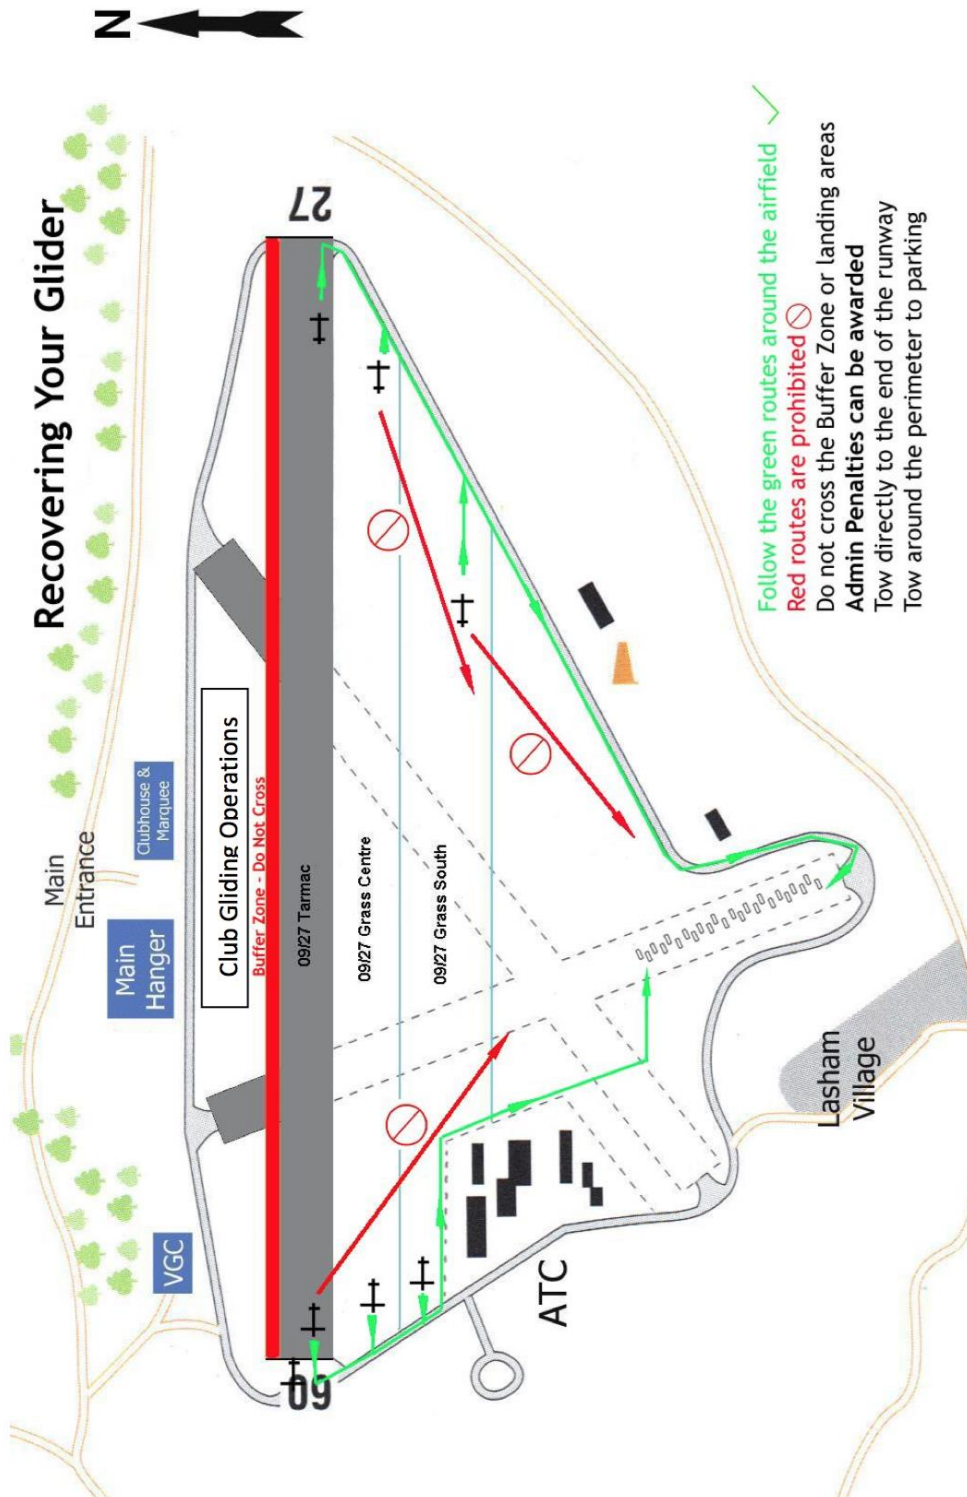 Recovering Your Glider
N
Main
Entrance
Main
Hanger
Clubhouse &
Marquee
VGC
Club Gliding Operations
Buffer Zone - Do Not Cross
09/27 Tarmac
09/27 Grass Centre
09/27 Grass South
09
27
ATC
Lasham
Village
Follow the green routes around the airfield
Red routes are prohibited
Do not cross the Buffer Zone or landing areas
Admin Penalties can be awarded
Tow directly to the end of the runway
Tow around the perimeter to parking